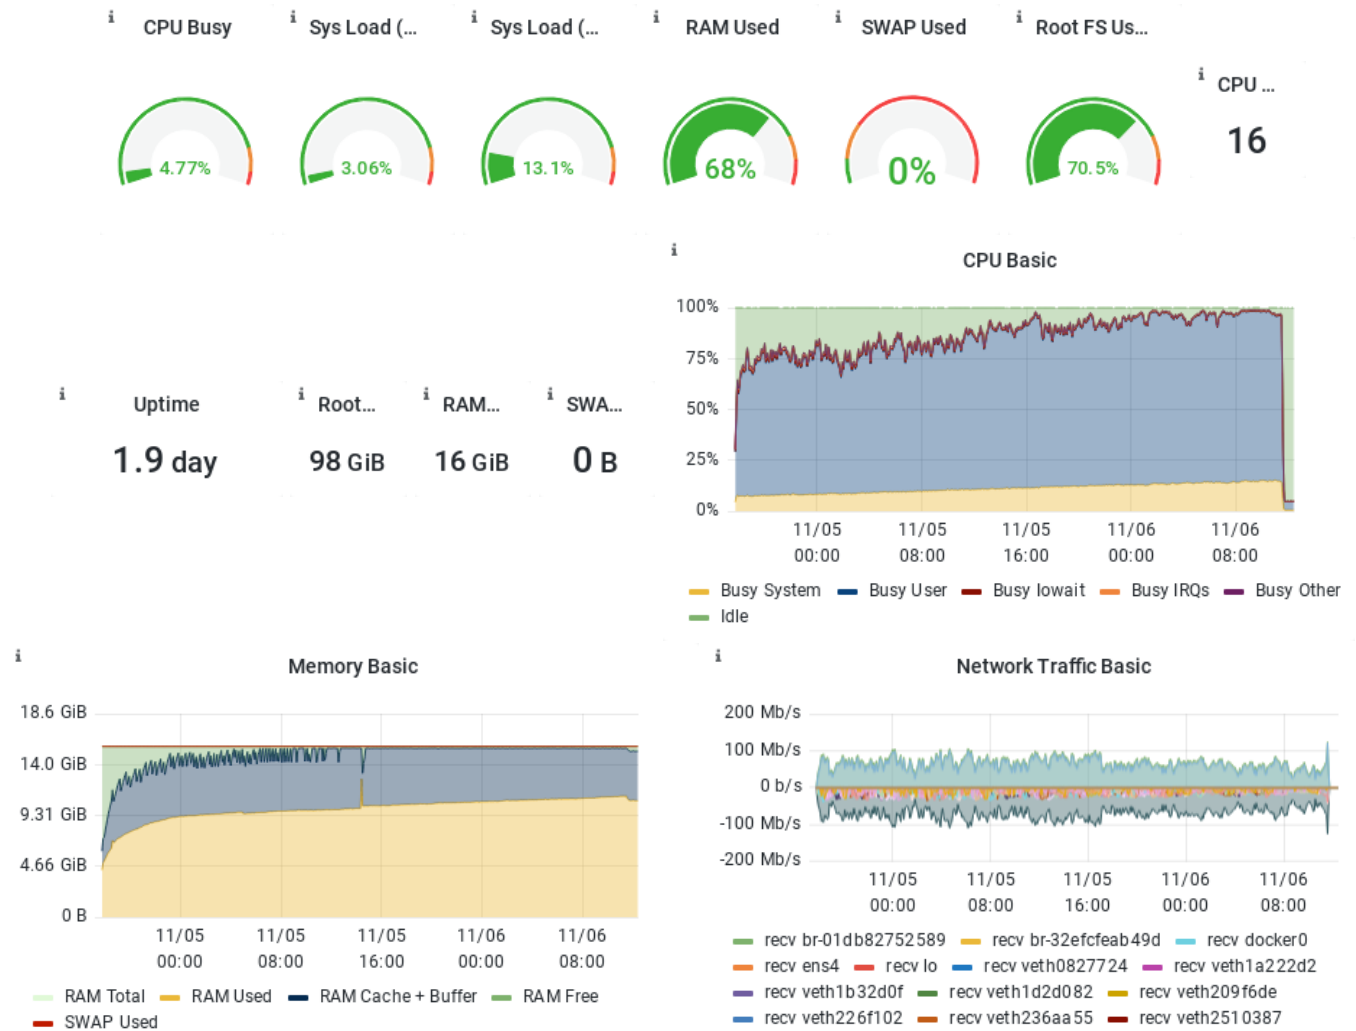 i CPU Busy i Sys Load (... i Sys Load (... i RAM Used i SWAP Used i Root FS Us...
i CPU ...
4.77% 3.06% 13.1% 68% 0% 70.5% 16
i CPU Basic
100%
75%
50%
25%
0%
11/05 11/05 11/05 11/06 11/06
00:00 08:00 16:00 00:00 08:00
Busy System Busy User Busy Iowait Busy IRQs Busy Other
Idle
i Uptime i Root... i RAM... i SWA...
1.9 day 98 GiB 16 GiB 0 B
i Memory Basic
18.6 GiB
14.0 GiB
9.31 GiB
4.66 GiB
0 B
11/05 11/05 11/05 11/06 11/06
00:00 08:00 16:00 00:00 08:00
RAM Total RAM Used RAM Cache + Buffer RAM Free
SWAP Used
i Network Traffic Basic
200 Mb/s
100 Mb/s
0 b/s
-100 Mb/s
-200 Mb/s
11/05 11/05 11/05 11/06 11/06
00:00 08:00 16:00 00:00 08:00
recv br-01db82752589 recv br-32efcfeab49d recv docker0
recv ens4 recv lo recv veth0827724 recv veth1a222d2
recv veth1b32d0f recv veth1d2d082 recv veth209f6de
recv veth226f102 recv veth236aa55 recv veth2510387